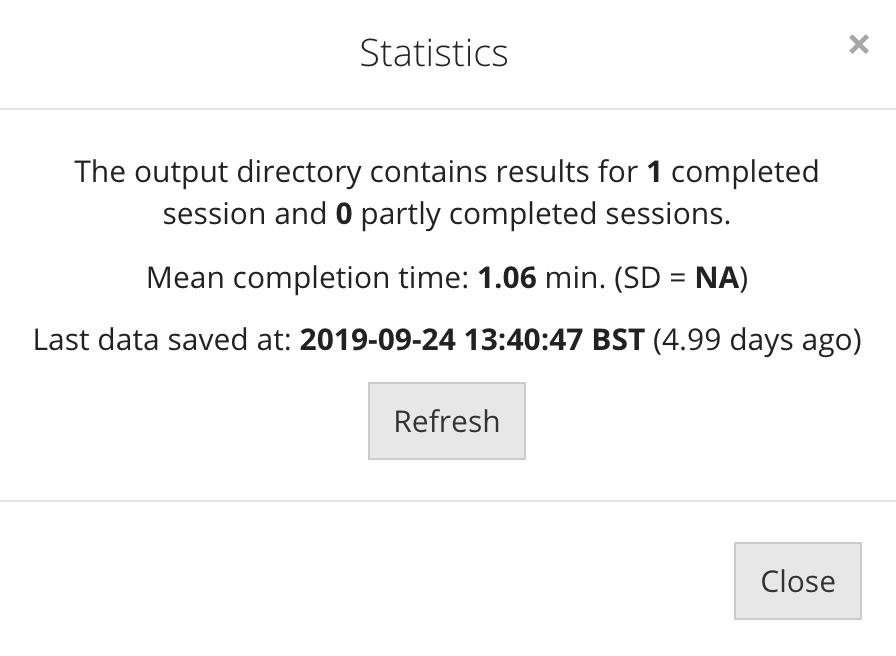 Statistics
×
The output directory contains results for 1 completed
session and 0 partly completed sessions.
Mean completion time: 1.06 min. (SD = NA)
Last data saved at: 2019-09-24 13:40:47 BST (4.99 days ago)
Refresh
Close